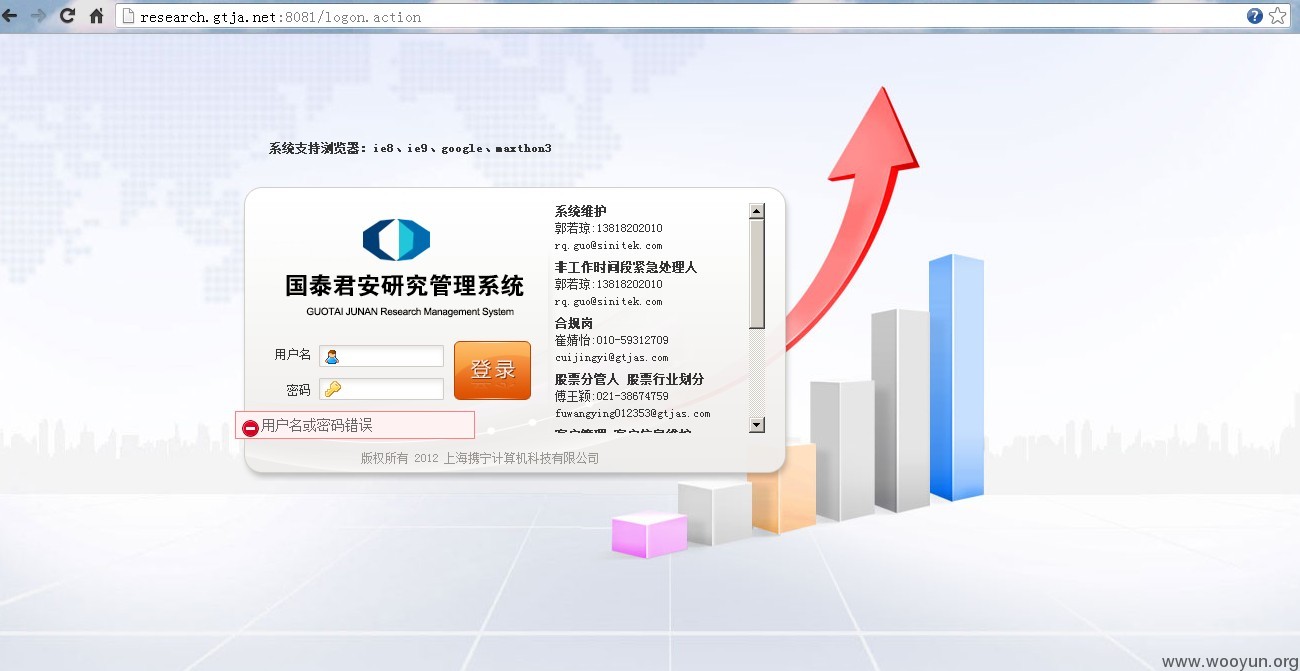 research.gtja.net:8081/logon.action
系统支持浏览器：ie8、ie9、google、maxthon3
国泰君安研究管理系统
GUOTAI JUNAN Research Management System
用户名
密码
登录
用户名或密码错误
系统维护
郭若琼:13818202010
rq.guo@sinitek.com
非工作时间段紧急处理人
郭若琼:13818202010
rq.guo@sinitek.com
合规岗
崔婧怡:010-59312709
cuijingyi@gtjas.com
股票分管人 股票行业划分
傅王颖:021-38674759
fuwangying012353@gtjas.com
版权所有 2012 上海携宁计算机科技有限公司
www.wooyun.org